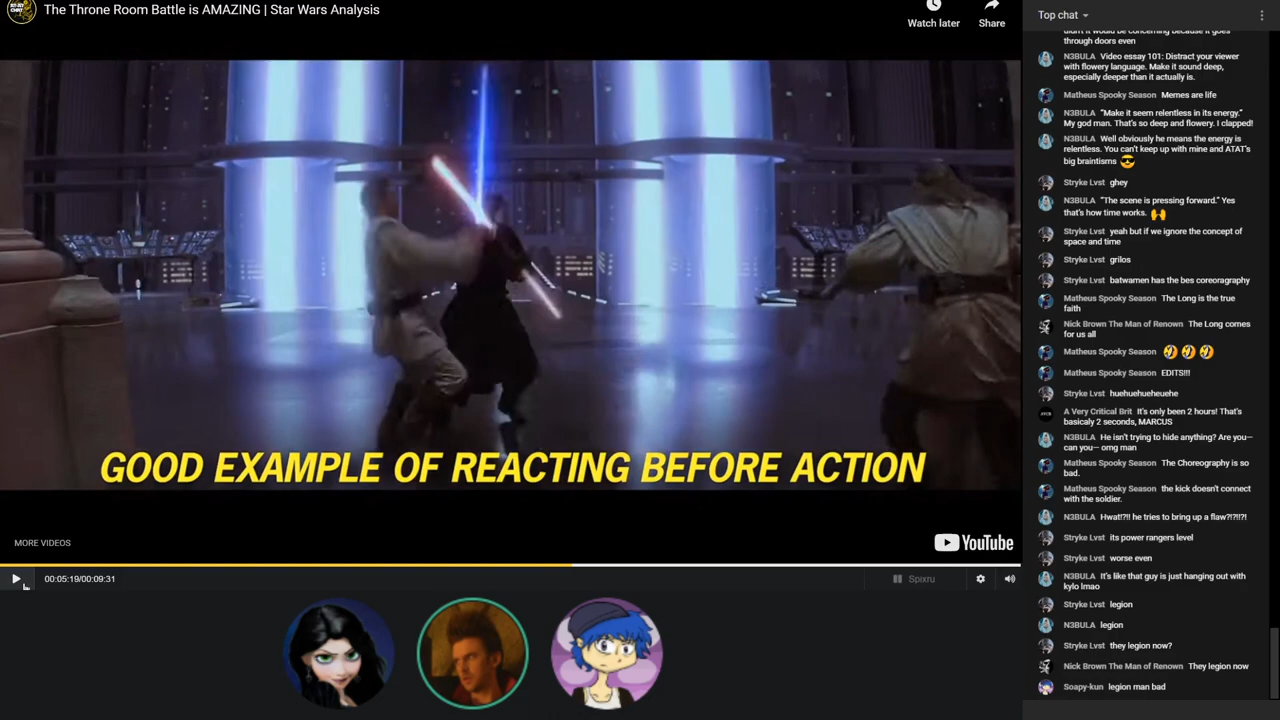 The Throne Room Battle is AMAZING | Star Wars Analysis
Watch later
Share
GOOD EXAMPLE OF REACTING BEFORE ACTION
MORE VIDEOS
YouTube
00:05:19/00:09:31
Spixru
Top chat
through doors even
N3BULA Video essay 101: Distract your viewer
with flowery language. Make it sound deep,
especially deeper than it actually is.
Matheus Spooky Season Memes are life
N3BULA "Make it seem relentless in its energy."
My god man. That's so deep and flowery. I clapped!
N3BULA Well obviously he means the energy is
relentless. You can't keep up with mine and ATAT's
big braintisms 😎
Stryke Lvst ghey
N3BULA "The scene is pressing forward." Yes
that's how time works. 🙌
Stryke Lvst yeah but if we ignore the concept of
space and time
Stryke Lvst grilos
Stryke Lvst batwamen has the bes coreoragraphy
Matheus Spooky Season The Long is the true
faith
Nick Brown The Man of Renown The Long comes
for us all
Matheus Spooky Season 🤣 🤣 🤣
Matheus Spooky Season EDITS!!!
Stryke Lvst huehuehueheuehe
A Very Critical Brit It's only been 2 hours! That's
basicaly 2 seconds, MARCUS
N3BULA He isn't trying to hide anything? Are you—
can you— omg man
Matheus Spooky Season The Choreography is so
bad.
Matheus Spooky Season the kick doesn't connect
with the soldier.
N3BULA Hwat!?!! he tries to bring up a flaw?!?!!?!
Stryke Lvst its power rangers level
Stryke Lvst worse even
N3BULA It's like that guy is just hanging out with
kylo lmao
Stryke Lvst legion
N3BULA legion
Stryke Lvst they legion now?
Nick Brown The Man of Renown They legion now
Soapy-kun legion man bad